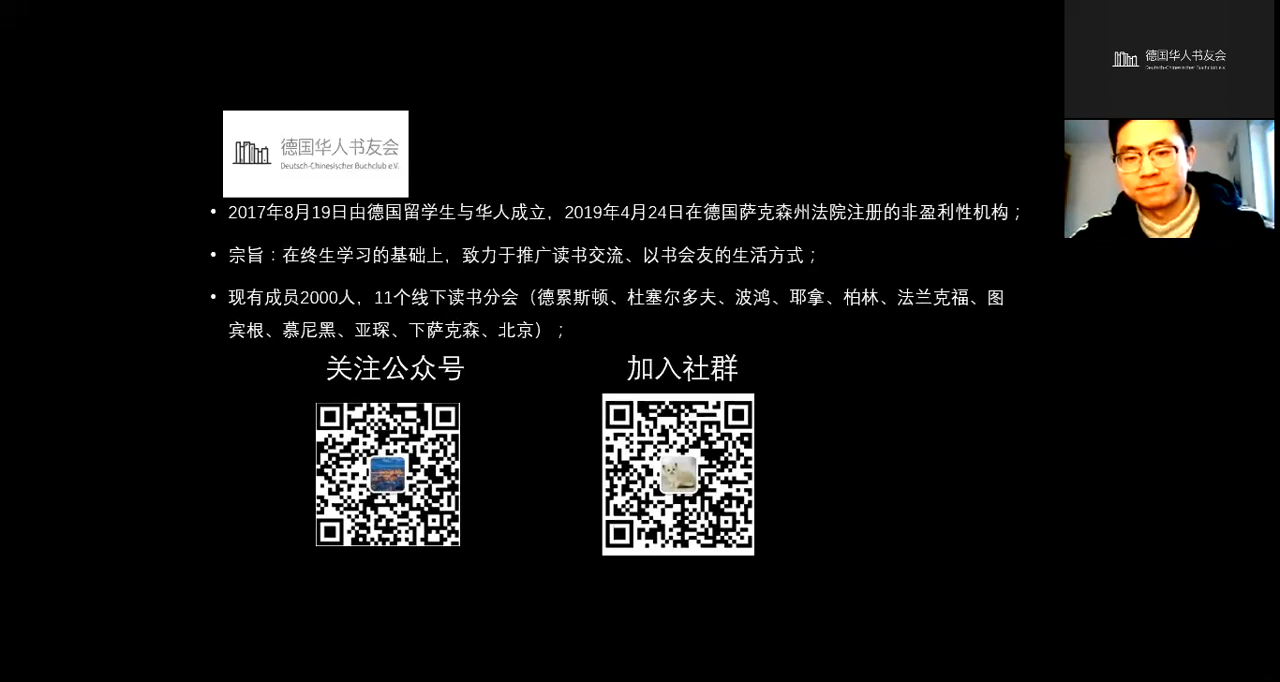 德国华人书友会
Deutsch-Chinesischer Buchclub e.V.
德国华人书友会
Deutsch-Chinesischer Buchclub e.V.
• 2017年8月19日由德国留学生与华人成立，2019年4月24日在德国萨克森州法院注册的非盈利性机构；
• 宗旨：在终生学习的基础上，致力于推广读书交流、以书会友的生活方式；
• 现有成员2000人，11个线下读书分会（德累斯顿、杜塞尔多夫、波鸿、耶拿、柏林、法兰克福、图
宾根、慕尼黑、亚琛、下萨克森、北京）；
关注公众号 加入社群